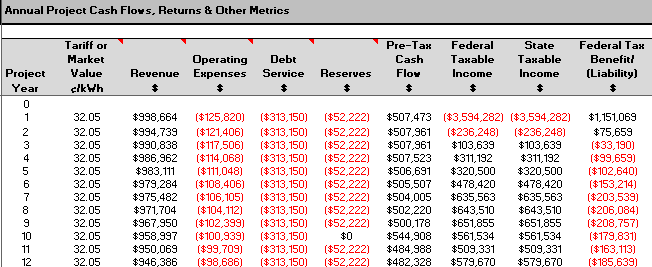 Annual Project Cash Flows, Returns & Other Metrics
Tariff or Pre-Tax Federal State Federal Tax
Market Operating Debt Cash Taxable Taxable Benefit/
Project Value Revenue Expenses Service Reserves Flow Income Income (Liability)
Year ¢/kWh $ $ $ $ $ $ $ $
0
1 32.05 $998,664 ($125,820) ($313,150) ($52,222) $507,473 ($3,594,282) ($3,594,282) $1,151,069
2 32.05 $994,739 ($121,406) ($313,150) ($52,222) $507,961 ($236,248) ($236,248) $75,659
3 32.05 $990,838 ($117,506) ($313,150) ($52,222) $507,961 $103,639 $103,639 ($33,190)
4 32.05 $986,962 ($114,068) ($313,150) ($52,222) $507,523 $311,192 $311,192 ($99,659)
5 32.05 $983,111 ($111,048) ($313,150) ($52,222) $506,691 $320,500 $320,500 ($102,640)
6 32.05 $979,284 ($108,406) ($313,150) ($52,222) $505,507 $478,420 $478,420 ($153,214)
7 32.05 $975,482 ($106,105) ($313,150) ($52,222) $504,005 $635,563 $635,563 ($203,539)
8 32.05 $971,704 ($104,112) ($313,150) ($52,222) $502,220 $643,510 $643,510 ($206,084)
9 32.05 $967,950 ($102,399) ($313,150) ($52,222) $500,178 $651,855 $651,855 ($208,757)
10 32.05 $958,997 ($100,939) ($313,150) $0 $544,908 $561,534 $561,534 ($179,831)
11 32.05 $950,069 ($99,709) ($313,150) ($52,222) $484,988 $509,331 $509,331 ($163,113)
12 32.05 $946,386 ($98,686) ($313,150) ($52,222) $482,328 $579,670 $579,670 ($185,639)